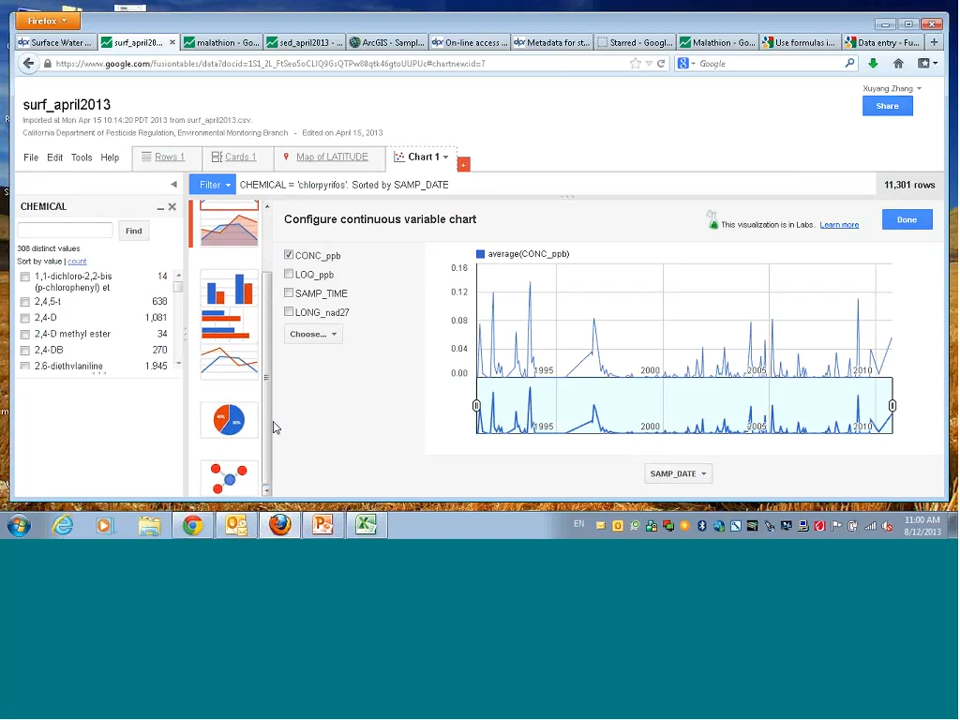 Firefox
Surface Water ...
surf_april20...
malathion - Go...
sed_april2013 - ...
ArcGIS - Sampl...
On-line access ...
Metadata for st...
Starred - Googl...
Malathion - Go...
Use formulas i...
Data entry - Fu...
https://www.google.com/fusiontables/data?docid=1S1_2L_FtSeo5oCLIQ9GsQTPw80qtk46gtoUUPUc#chartnew:id=7
Google
surf_april2013
Imported at Mon Apr 15 10:14:20 PDT 2013 from surf_april2013.csv.
California Department of Pesticide Regulation, Environmental Monitoring Branch - Edited on April 15, 2013
Xuyang Zhang
Share
File Edit Tools Help
Rows 1
Cards 1
Map of LATITUDE
Chart 1
Filter
CHEMICAL = 'chlorpyrifos'. Sorted by SAMP_DATE
11,301 rows
CHEMICAL
Find
308 distinct values
Sort by value | count
1,1-dichloro-2,2-bis (p-chlorophenyl) et 14
2,4,5-t 638
2,4-D 1,081
2,4-D methyl ester 34
2,4-DB 270
2,6-diethylaniline 1,945
Configure continuous variable chart
This visualization is in Labs. Learn more
Done
CONC_ppb
LOQ_ppb
SAMP_TIME
LONG_nad27
Choose...
average(CONC_ppb)
0.16
0.12
0.08
0.04
0.00
1995 2000 2005 2010
1995 2000 2005 2010
SAMP_DATE
EN
11:00 AM
8/12/2013